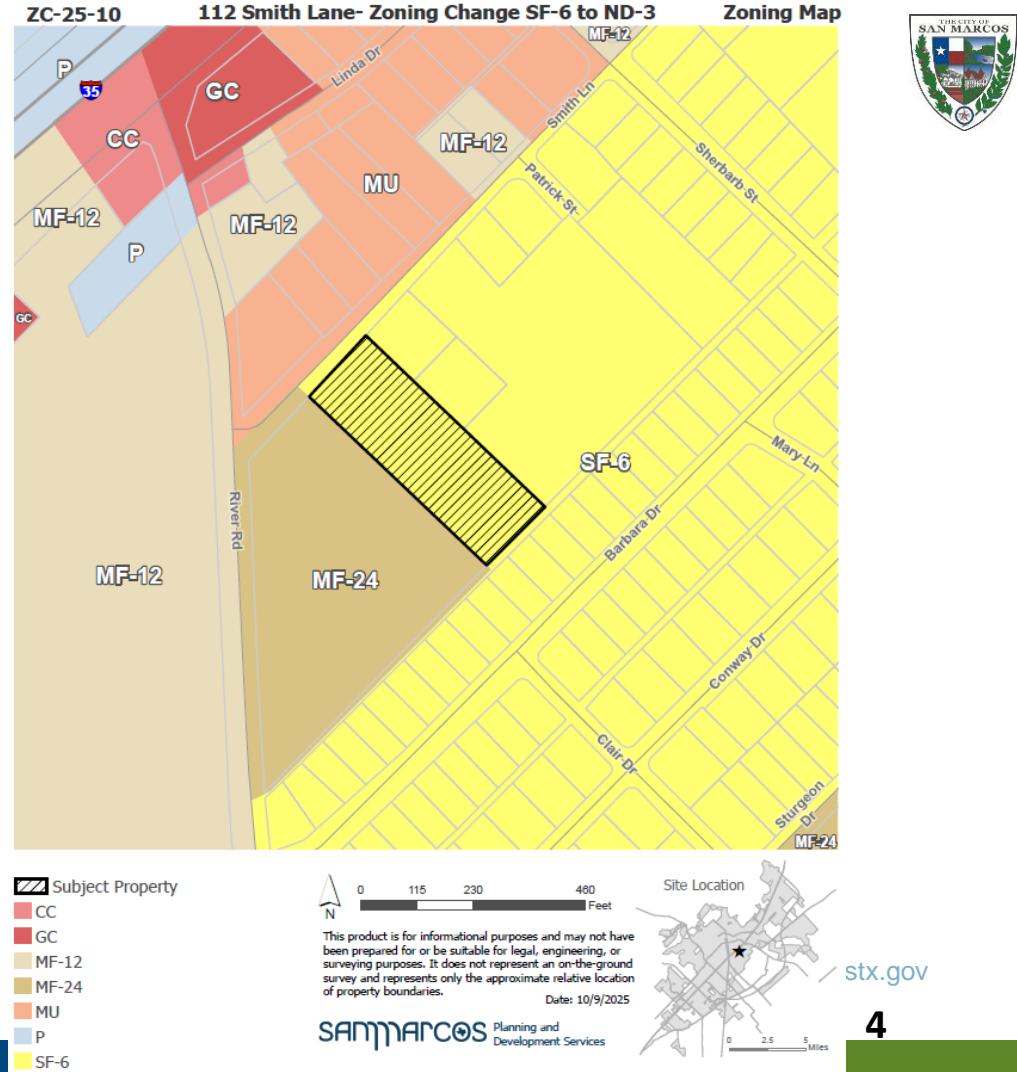 ZC-25-10 112 Smith Lane- Zoning Change SF-6 to ND-3 Zoning Map
THE CITY OF
SAN MARCOS
MF-12
P
35
GC
Linda Dr
CC
Smith Ln
MF-12
Sherbarb St
MU
Patrick St
MF-12
MF-12
P
GC
SF-6
Mary Ln
River Rd
Barbara Dr
MF-12
MF-24
Conway Dr
Clair Dr
Sturgeon
Dr
MF-24
Subject Property
CC
GC
MF-12
MF-24
MU
P
SF-6
N
0 115 230 460
Feet
This product is for informational purposes and may not have
been prepared for or be suitable for legal, engineering, or
surveying purposes. It does not represent an on-the-ground
survey and represents only the approximate relative location
of property boundaries.
Date: 10/9/2025
SANMARCOS Planning and
Development Services
Site Location
0 2.5 5
Miles
stx.gov
4